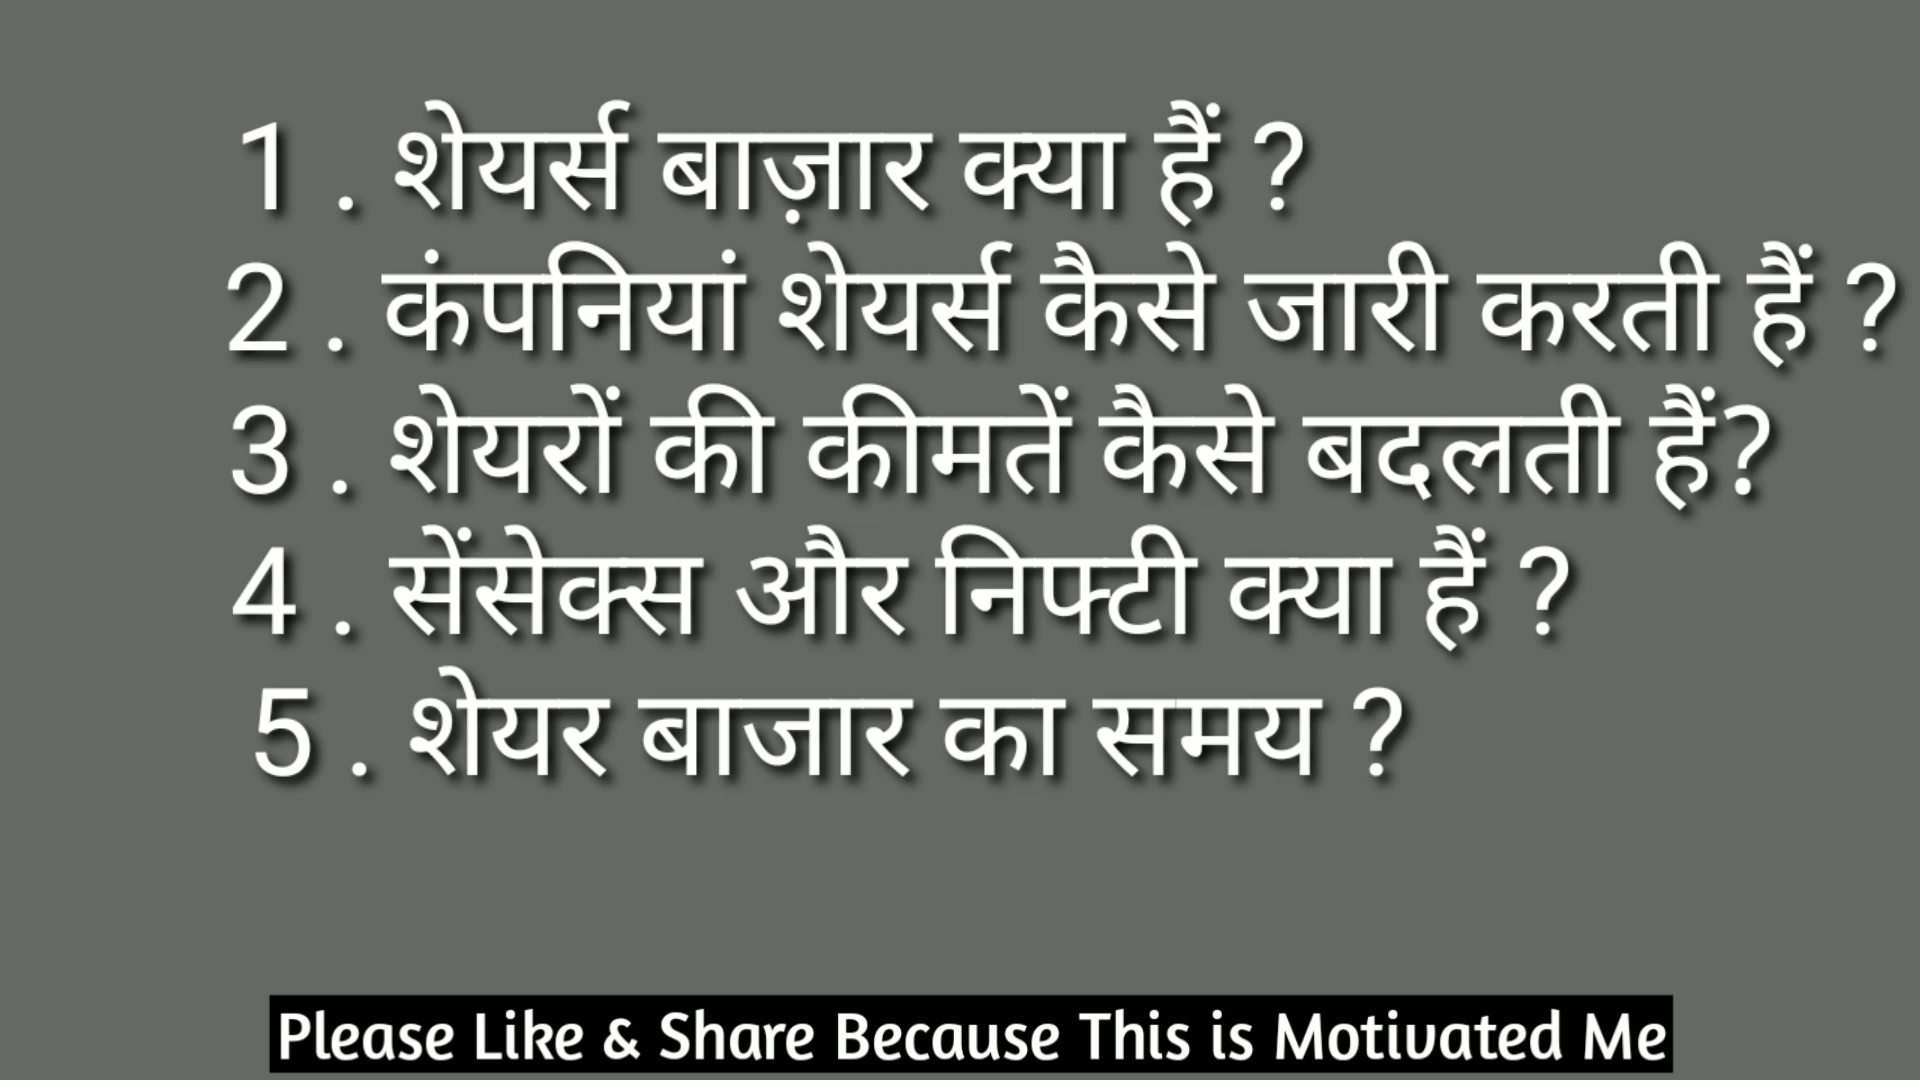 1 . शेयर्स बाज़ार क्या हैं ?
2 . कंपनियां शेयर्स कैसे जारी करती हैं ?
3 . शेयरों की कीमतें कैसे बदलती हैं?
4 . सेंसेक्स और निफ्टी क्या हैं ?
5 . शेयर बाजार का समय ?
Please Like & Share Because This is Motivated Me